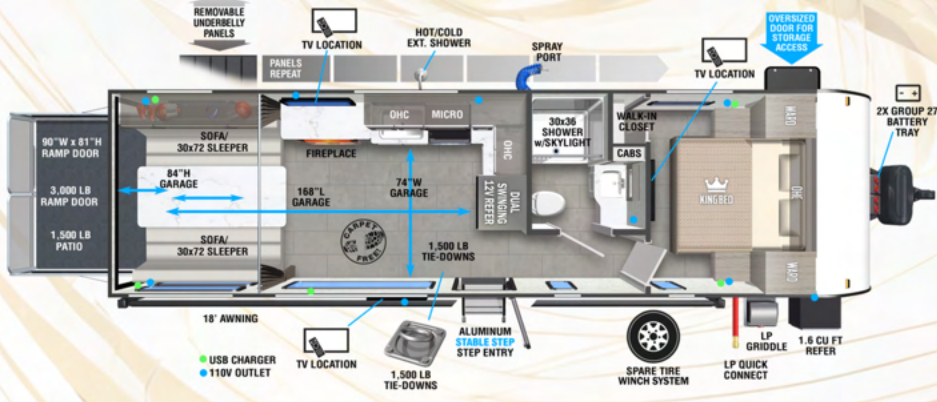 REMOVABLE
UNDERBELLY
PANELS
TV LOCATION
HOT/COLD
EXT. SHOWER
SPRAY
PORT
TV LOCATION
OVERSIZED
DOOR FOR
STORAGE
ACCESS
PANELS
REPEAT
2X GROUP 27
BATTERY
TRAY
90"W x 81"H
RAMP DOOR
3,000 LB
RAMP DOOR
1,500 LB
PATIO
SOFA/
30x72 SLEEPER
84"H
GARAGE
168"L
GARAGE
74"W
GARAGE
SOFA/
30x72 SLEEPER
FIREPLACE
OHC
MICRO
OHC
30x36
SHOWER
w/SKYLIGHT
DUAL
SWINGING
12V REFER
WALK-IN
CLOSET
CABS
WARD
KING BED
OHC
WARD
CARPET
FREE!
1,500 LB
TIE-DOWNS
18' AWNING
USB CHARGER
110V OUTLET
TV LOCATION
1,500 LB
TIE-DOWNS
ALUMINUM
STABLE STEP
STEP ENTRY
SPARE TIRE
WINCH SYSTEM
LP QUICK
CONNECT
LP
GRIDDLE
1.6 CU FT
REFER